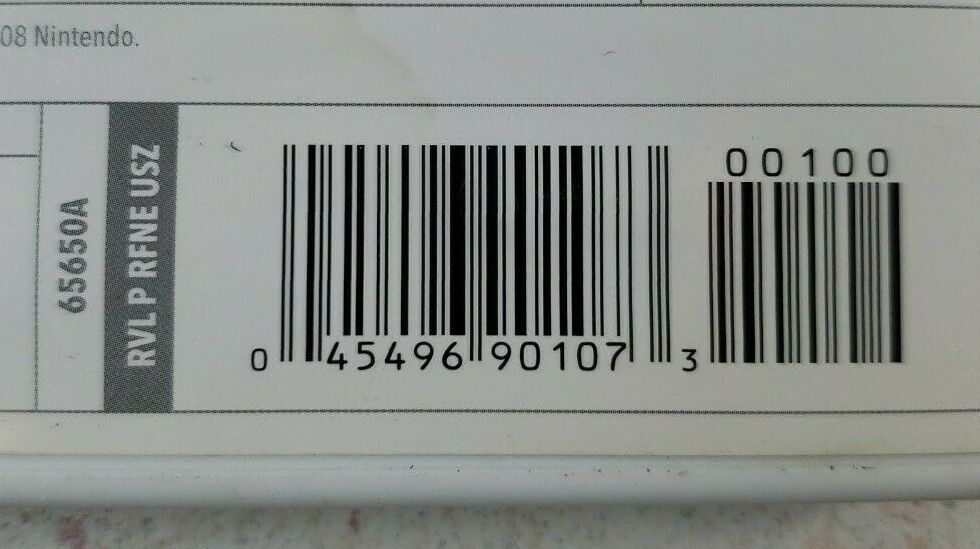 08 Nintendo.
65650A
RVL P RFNE USZ
00100
0 45496 90107 3